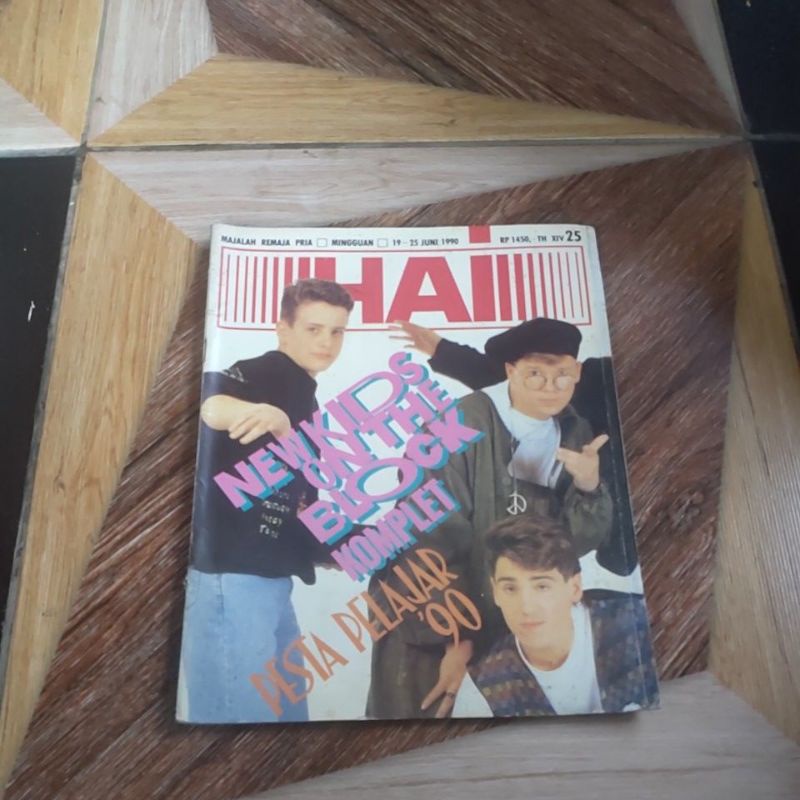 MAJALAH REMAJA PRIA □ MINGGUAN □ 19 - 25 JUNI 1990 RP 1450,- TH XIV 25
HAI
NEW KIDS
ON THE
BLOCK
KOMPLET
PESTA PELAJAR
'90